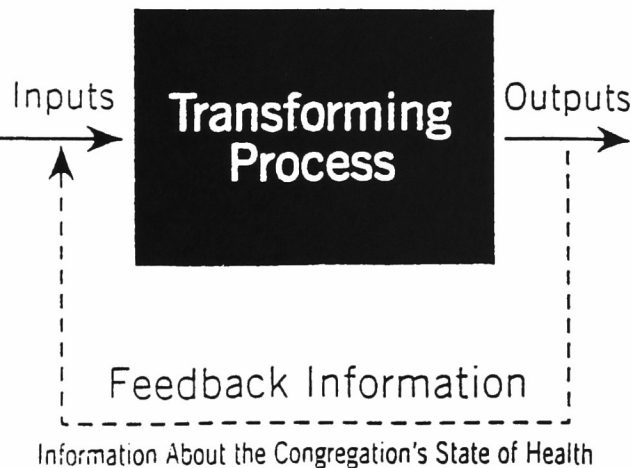 Inputs
Transforming
Process
Outputs
Feedback Information
Information About the Congregation's State of Health